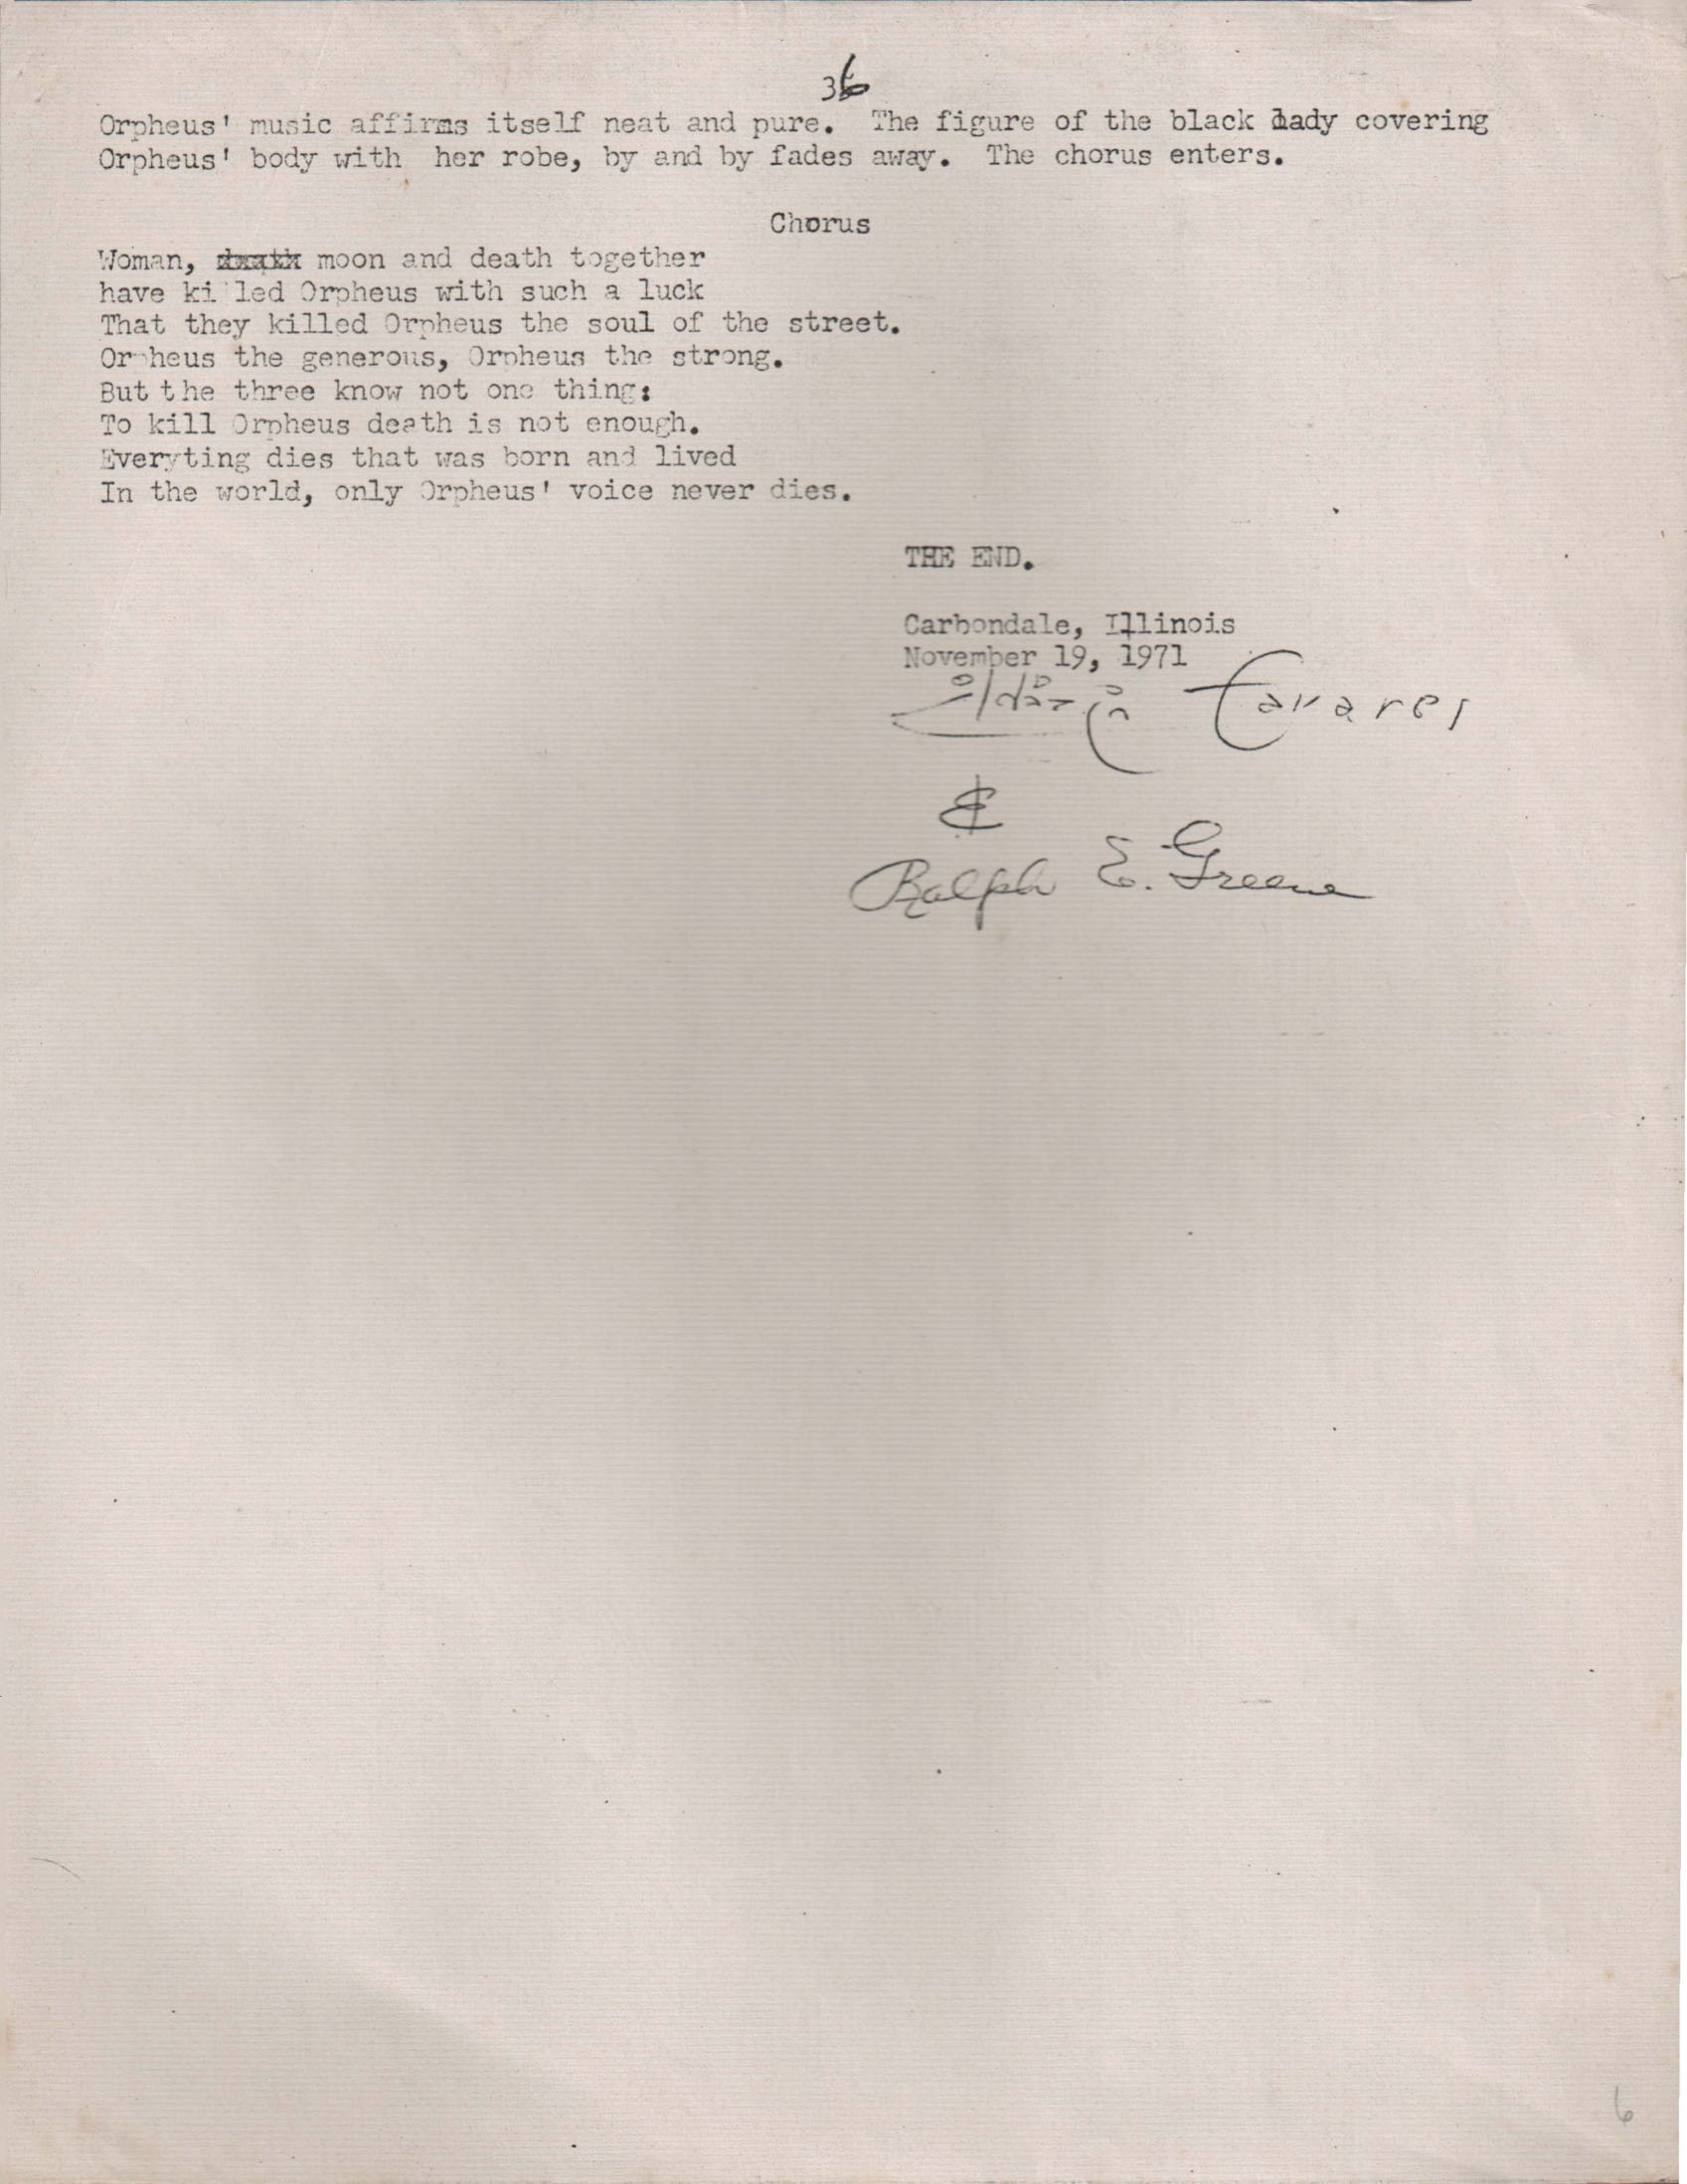 36
Orpheus' music affirms itself neat and pure. The figure of the black lady covering
Orpheus' body with her robe, by and by fades away. The chorus enters.
Chorus
Woman, moon and death together
have killed Orpheus with such a luck
That they killed Orpheus the soul of the street.
Orpheus the generous, Orpheus the strong.
But the three know not one thing:
To kill Orpheus death is not enough.
Everyting dies that was born and lived
In the world, only Orpheus' voice never dies.
THE END.
Carbondale, Illinois
November 19, 1971
Tavares
&
Ralph E. Greene
6